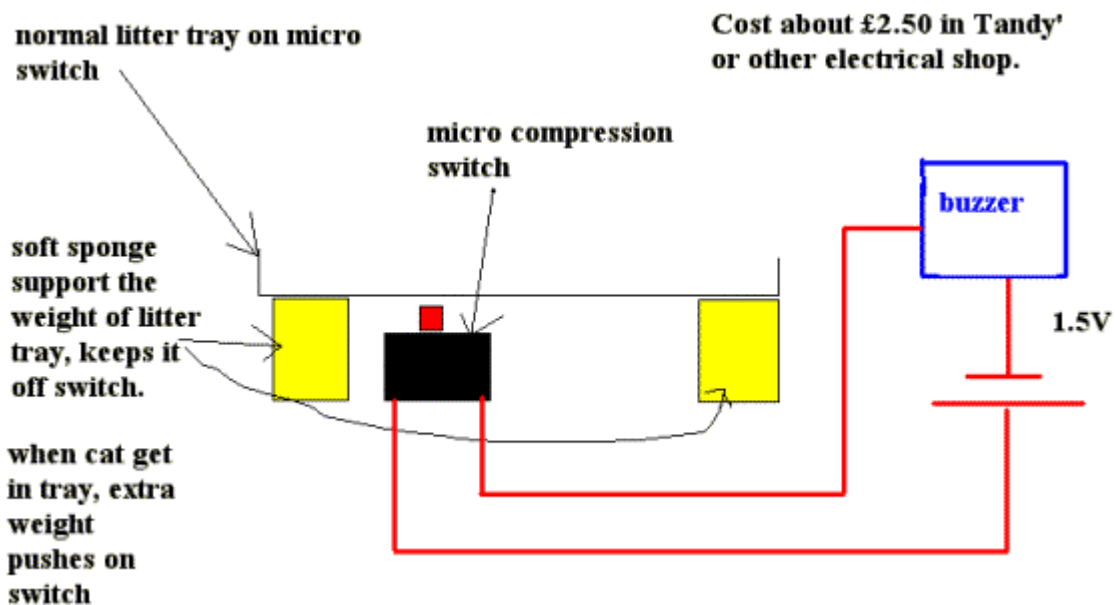 normal litter tray on micro
switch
Cost about £2.50 in Tandy'
or other electrical shop.
micro compression
switch
buzzer
soft sponge
support the
weight of litter
tray, keeps it
off switch.
1.5V
when cat get
in tray, extra
weight
pushes on
switch